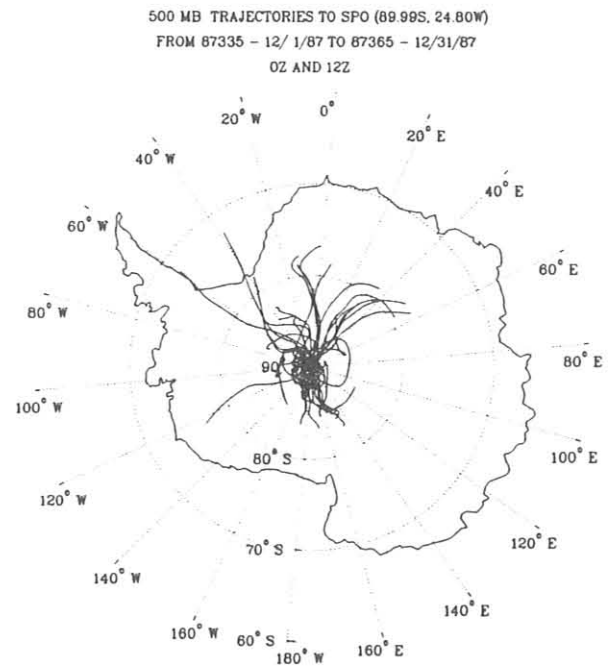 500 MB TRAJECTORIES TO SPO (89.99S, 24.80W)
FROM 87335 - 12/ 1/87 TO 87365 - 12/31/87
0Z AND 12Z
0°
20° W
20° E
40° W
40° E
60° W
60° E
80° W
80° E
90
100° W
100° E
80° S
120° W
120° E
70° S
140° W
140° E
160° W
60° S
160° E
180° W